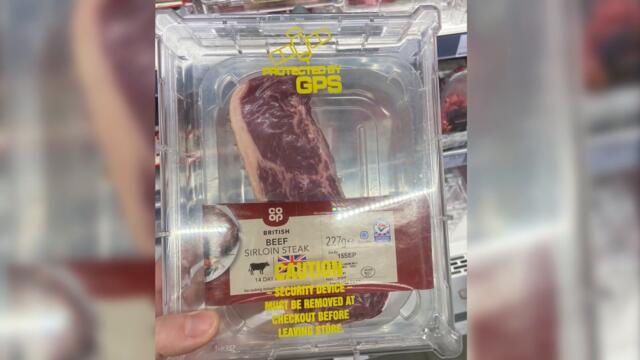 PROTECTED BY
GPS
CO
OP
BRITISH
BEEF
SIRLOIN STEAK
227g e
15SEP
14 DAY
CAUTION
– SECURITY DEVICE –
MUST BE REMOVED AT
CHECKOUT BEFORE
LEAVING STORE.